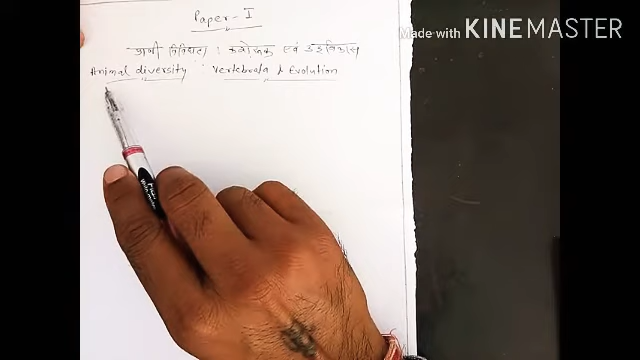 Paper - I
प्राणी विविधता : कशेरुक एवं उद्विकास
Animal diversity Vertebrata & Evolution
Made with KINEMASTER